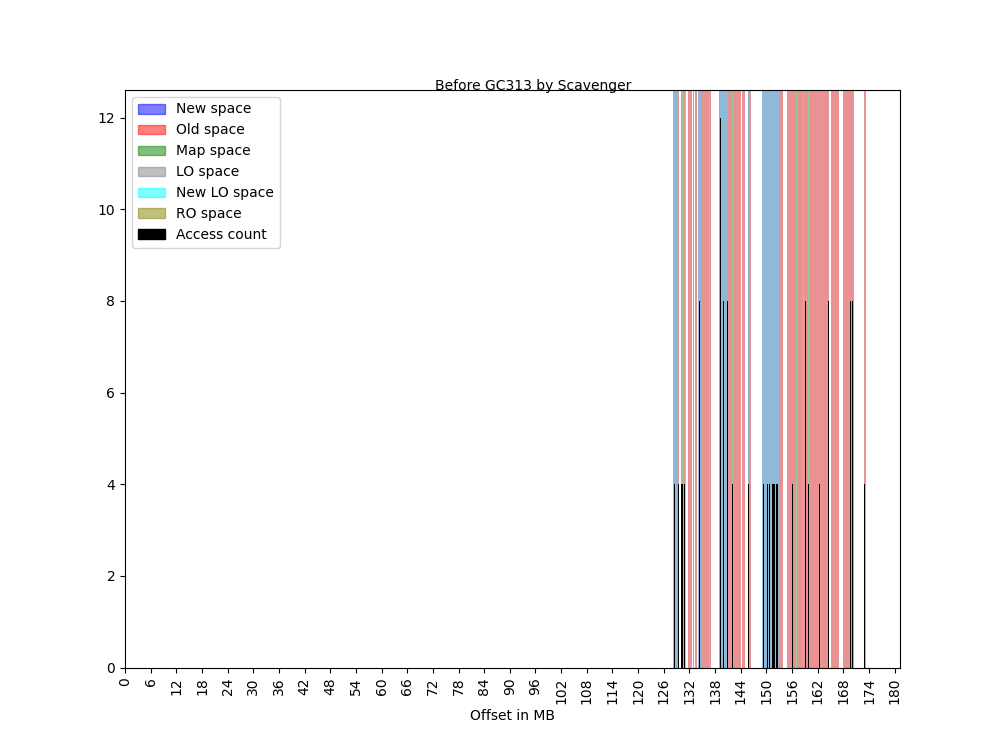 Before GC313 by Scavenger
New space
Old space
Map space
LO space
New LO space
RO space
Access count
12
10
8
6
4
2
0
0 6 12 18 24 30 36 42 48 54 60 66 72 78 84 90 96 102 108 114 120 126 132 138 144 150 156 162 168 174 180
Offset in MB